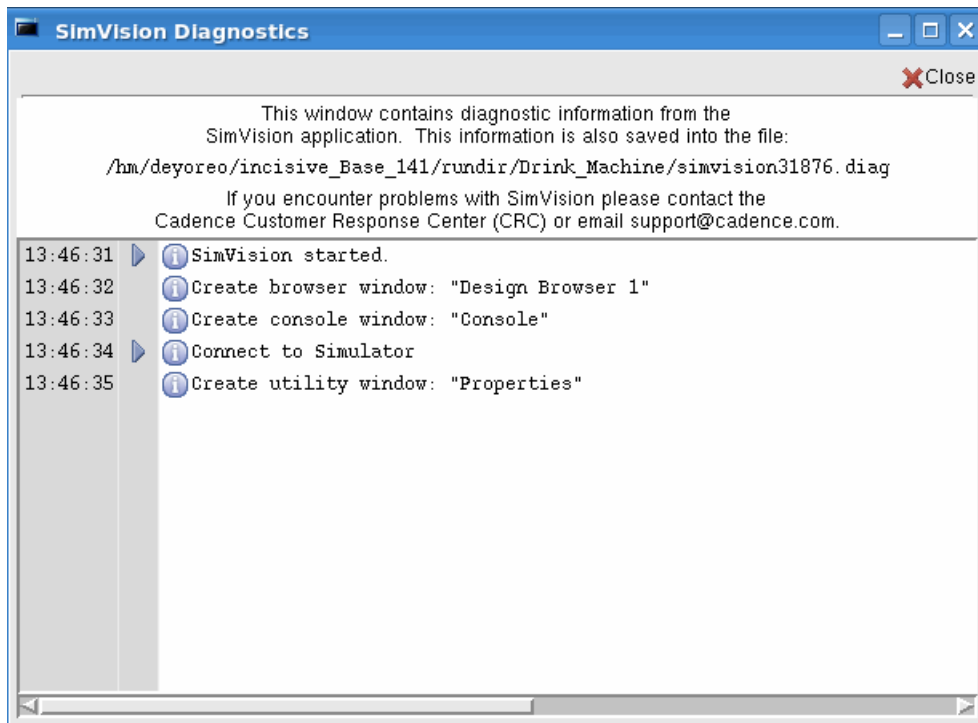 SimVision Diagnostics
Close
This window contains diagnostic information from the
SimVision application. This information is also saved into the file:
/hm/deyoreo/incisive_Base_141/rundir/Drink_Machine/simvision31876.diag
If you encounter problems with SimVision please contact the
Cadence Customer Response Center (CRC) or email support@cadence.com.
13:46:31 SimVision started.
13:46:32 Create browser window: "Design Browser 1"
13:46:33 Create console window: "Console"
13:46:34 Connect to Simulator
13:46:35 Create utility window: "Properties"